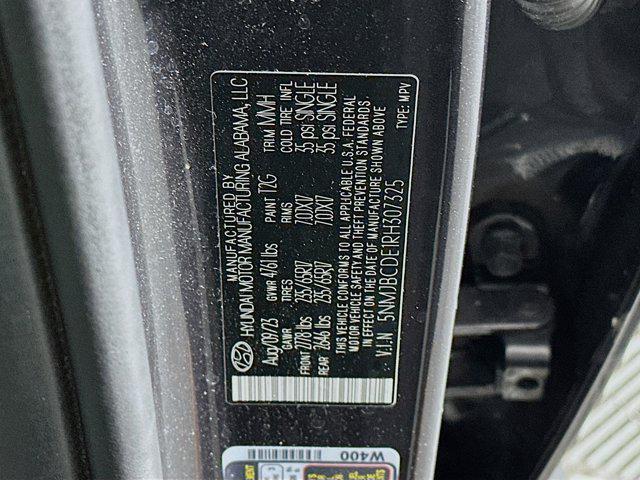 MANUFACTURED BY
HYUNDAI MOTOR MANUFACTURING ALABAMA, LLC
Aug/09/23 GVWR 4761lbs PAINT 12G TRIM MMH
GAWR TIRES RIMS COLD TIRE INFL
FRONT 2778 lbs 235/65R17 7.0JX17 35 psi SINGLE
REAR 2646 lbs 235/65R17 7.0JX17 35 psi SINGLE
THIS VEHICLE CONFORMS TO ALL APPLICABLE U.S.A. FEDERAL
MOTOR VEHICLE SAFETY AND THEFT PREVENTION STANDARDS
IN EFFECT ON THE DATE OF MANUFACTURE SHOWN ABOVE
V.I.N 5NMJBCDE1RH307325 TYPE: MPV
W400